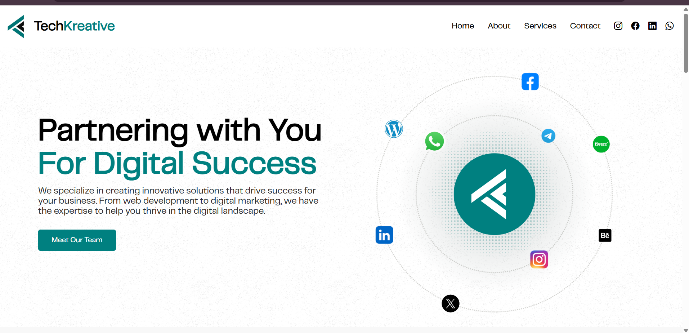 TechKreative
Home About Services Contact
Partnering with You
For Digital Success
We specialize in creating innovative solutions that drive success for
your business. From web development to digital marketing, we have
the expertise to help you thrive in the digital landscape.
Meet Our Team
fiverr
in
Bē